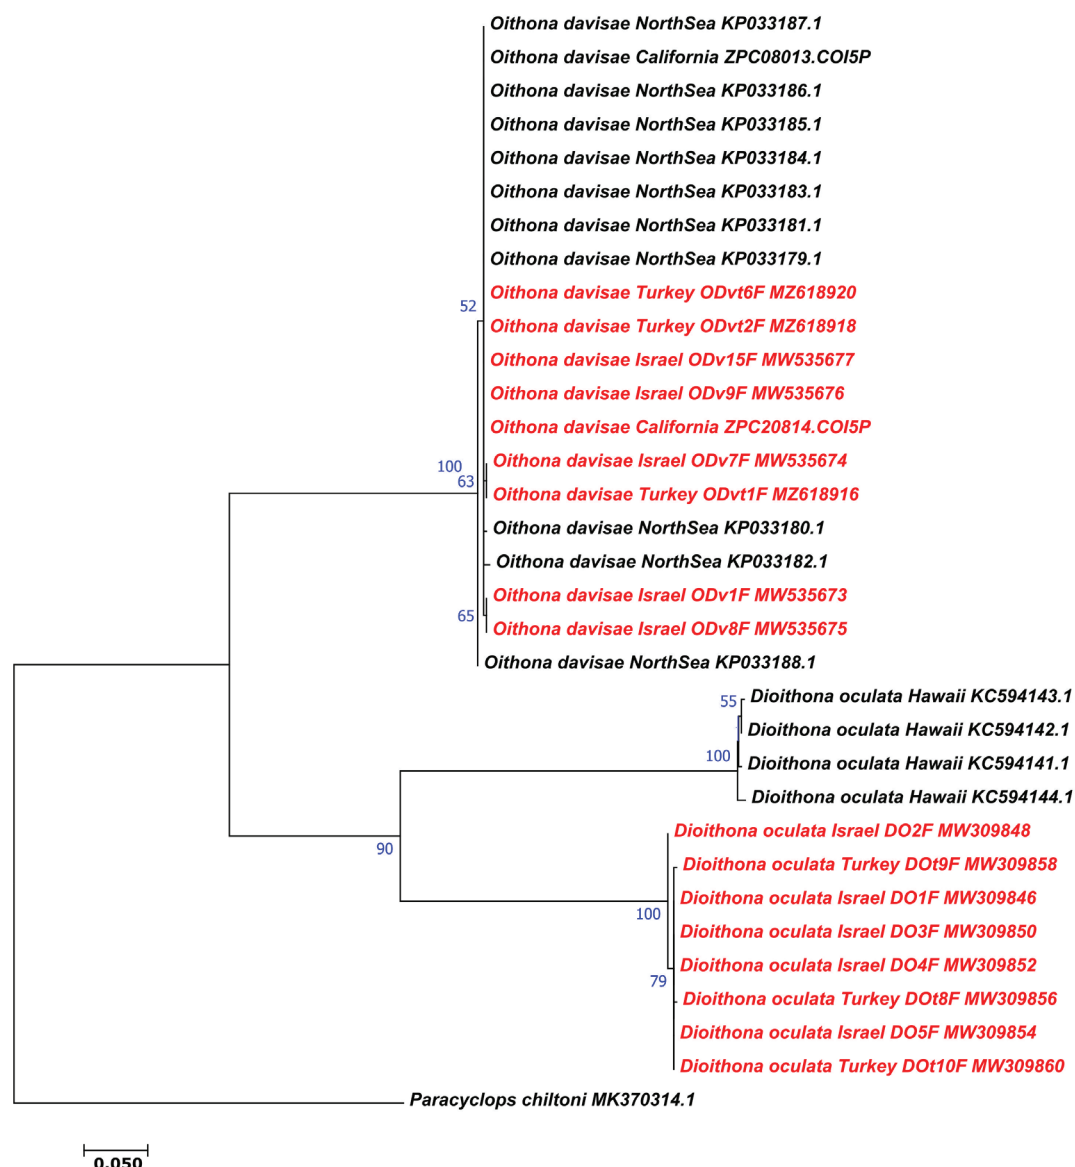 Oithona davisae NorthSea KP033187.1
Oithona davisae California ZPC08013.COI5P
Oithona davisae NorthSea KP033186.1
Oithona davisae NorthSea KP033185.1
Oithona davisae NorthSea KP033184.1
Oithona davisae NorthSea KP033183.1
Oithona davisae NorthSea KP033181.1
Oithona davisae NorthSea KP033179.1
Oithona davisae Turkey ODvt6F MZ618920
52
Oithona davisae Turkey ODvt2F MZ618918
Oithona davisae Israel ODv15F MW535677
Oithona davisae Israel ODv9F MW535676
Oithona davisae California ZPC20814.COI5P
Oithona davisae Israel ODv7F MW535674
100
63
Oithona davisae Turkey ODvt1F MZ618916
Oithona davisae NorthSea KP033180.1
Oithona davisae NorthSea KP033182.1
Oithona davisae Israel ODv1F MW535673
65
Oithona davisae Israel ODv8F MW535675
Oithona davisae NorthSea KP033188.1
Dioithona oculata Hawaii KC594143.1
55
Dioithona oculata Hawaii KC594142.1
100
Dioithona oculata Hawaii KC594141.1
Dioithona oculata Hawaii KC594144.1
Dioithona oculata Israel DO2F MW309848
90
Dioithona oculata Turkey DOt9F MW309858
Dioithona oculata Israel DO1F MW309846
100
Dioithona oculata Israel DO3F MW309850
Dioithona oculata Israel DO4F MW309852
79
Dioithona oculata Turkey DOt8F MW309856
Dioithona oculata Israel DO5F MW309854
Dioithona oculata Turkey DOt10F MW309860
Paracyclops chiltoni MK370314.1
0.050